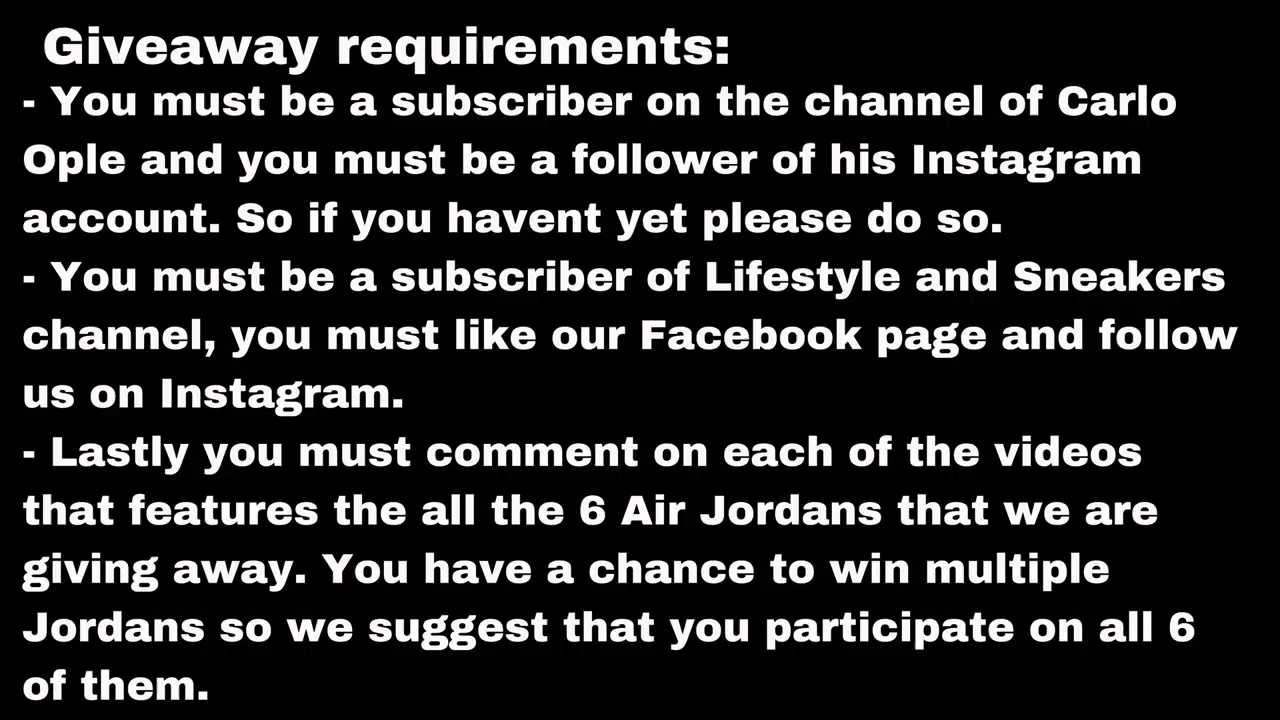 Giveaway requirements:
- You must be a subscriber on the channel of Carlo
Ople and you must be a follower of his Instagram
account. So if you havent yet please do so.
- You must be a subscriber of Lifestyle and Sneakers
channel, you must like our Facebook page and follow
us on Instagram.
- Lastly you must comment on each of the videos
that features the all the 6 Air Jordans that we are
giving away. You have a chance to win multiple
Jordans so we suggest that you participate on all 6
of them.